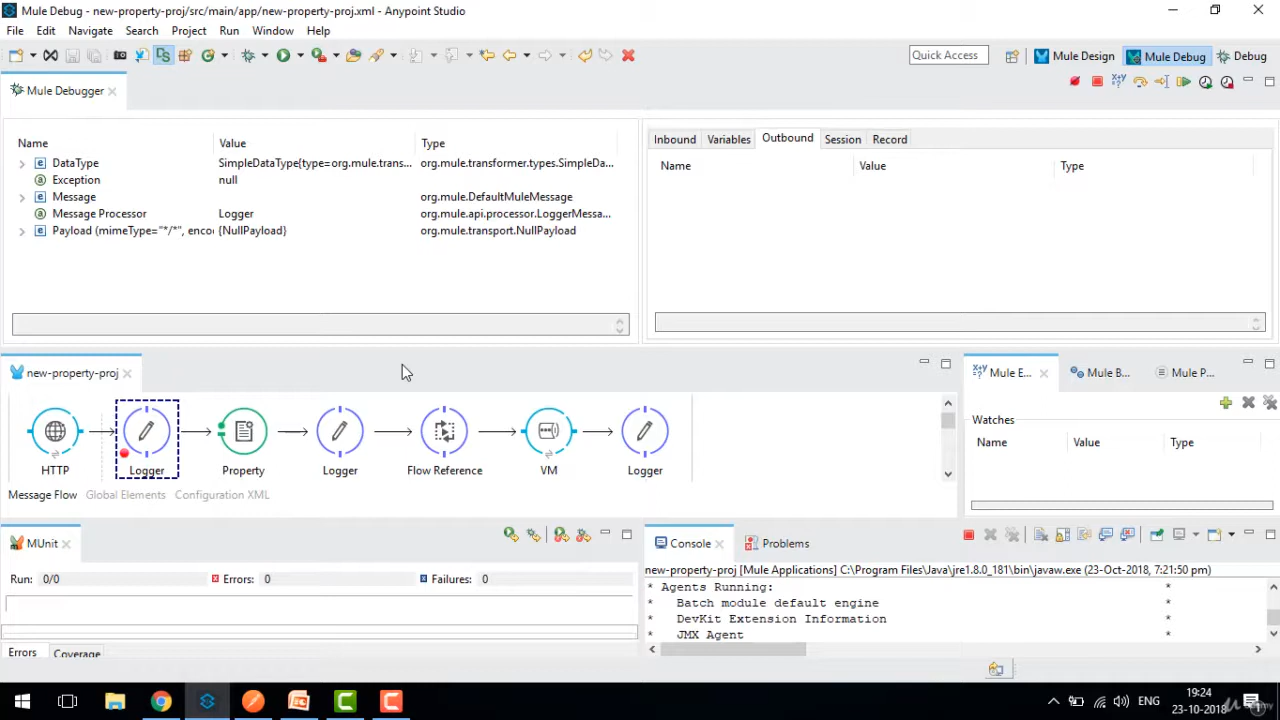 Mule Debug - new-property-proj/src/main/app/new-property-proj.xml - Anypoint Studio
File Edit Navigate Search Project Run Window Help
Quick Access Mule Design Mule Debug Debug
Mule Debugger
Name Value Type
DataType SimpleDataType{type=org.mule.trans... org.mule.transformer.types.SimpleDa...
Exception null
Message org.mule.DefaultMuleMessage
Message Processor Logger org.mule.api.processor.LoggerMessa...
Payload (mimeType="*/*", encod {NullPayload} org.mule.transport.NullPayload
Inbound Variables Outbound Session Record
Name Value Type
new-property-proj
HTTP Logger Property Logger Flow Reference VM Logger
Message Flow Global Elements Configuration XML
Mule E... Mule B... Mule P...
Watches
Name Value Type
MUnit
Run: 0/0 Errors: 0 Failures: 0
Errors Coverage
Console Problems
new-property-proj [Mule Applications] C:\Program Files\Java\jre1.8.0_181\bin\javaw.exe (23-Oct-2018, 7:21:50 pm)
* Agents Running: *
* Batch module default engine *
* DevKit Extension Information *
* JMX Agent *
ENG
19:24
23-10-2018